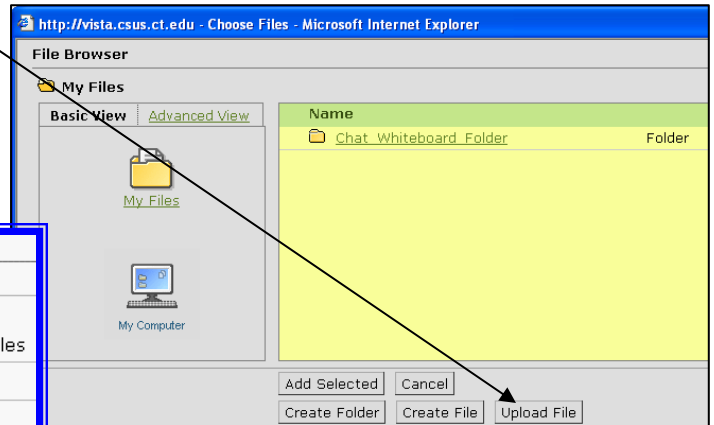 http://vista.csus.ct.edu - Choose Files - Microsoft Internet Explorer
File Browser
My Files
Basic View Advanced View
Name
Chat_Whiteboard_Folder Folder
My Files
My Computer
les
Add Selected Cancel
Create Folder Create File Upload File